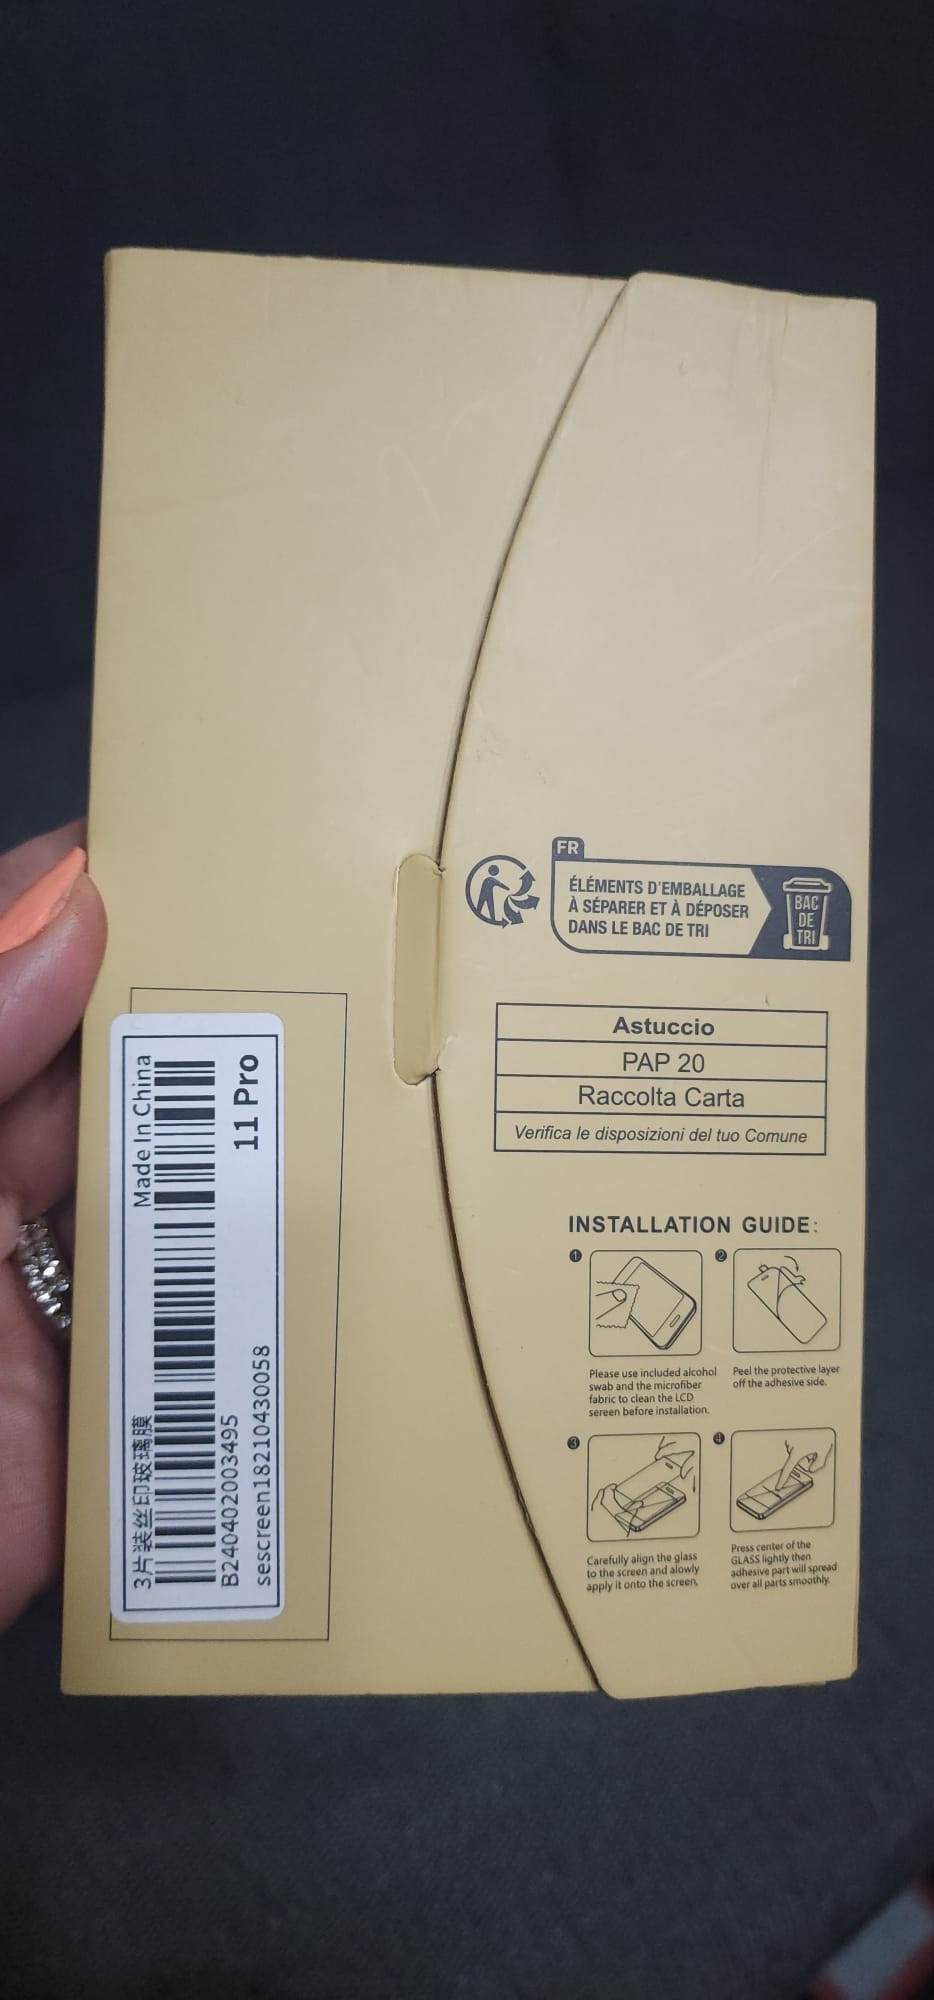 FR
ÉLÉMENTS D'EMBALLAGE
À SÉPARER ET À DÉPOSER
DANS LE BAC DE TRI
BAC
DE
TRI
Astuccio
PAP 20
Raccolta Carta
Verifica le disposizioni del tuo Comune
INSTALLATION GUIDE:
1
Please use included alcohol
swab and the microfiber
fabric to clean the LCD
sereen before installation.
2
Peel the protective layer
off the adhesive side.
3
Carefully align the glass
to the screen and alowly
apply it onto the screen,
4
Press center of the
GLASS lightly then
adhesive part will spread
over all parts smoothly.
3片装丝印玻璃膜 Made In China
B240402003495
11 Pro
sescreen18210430058